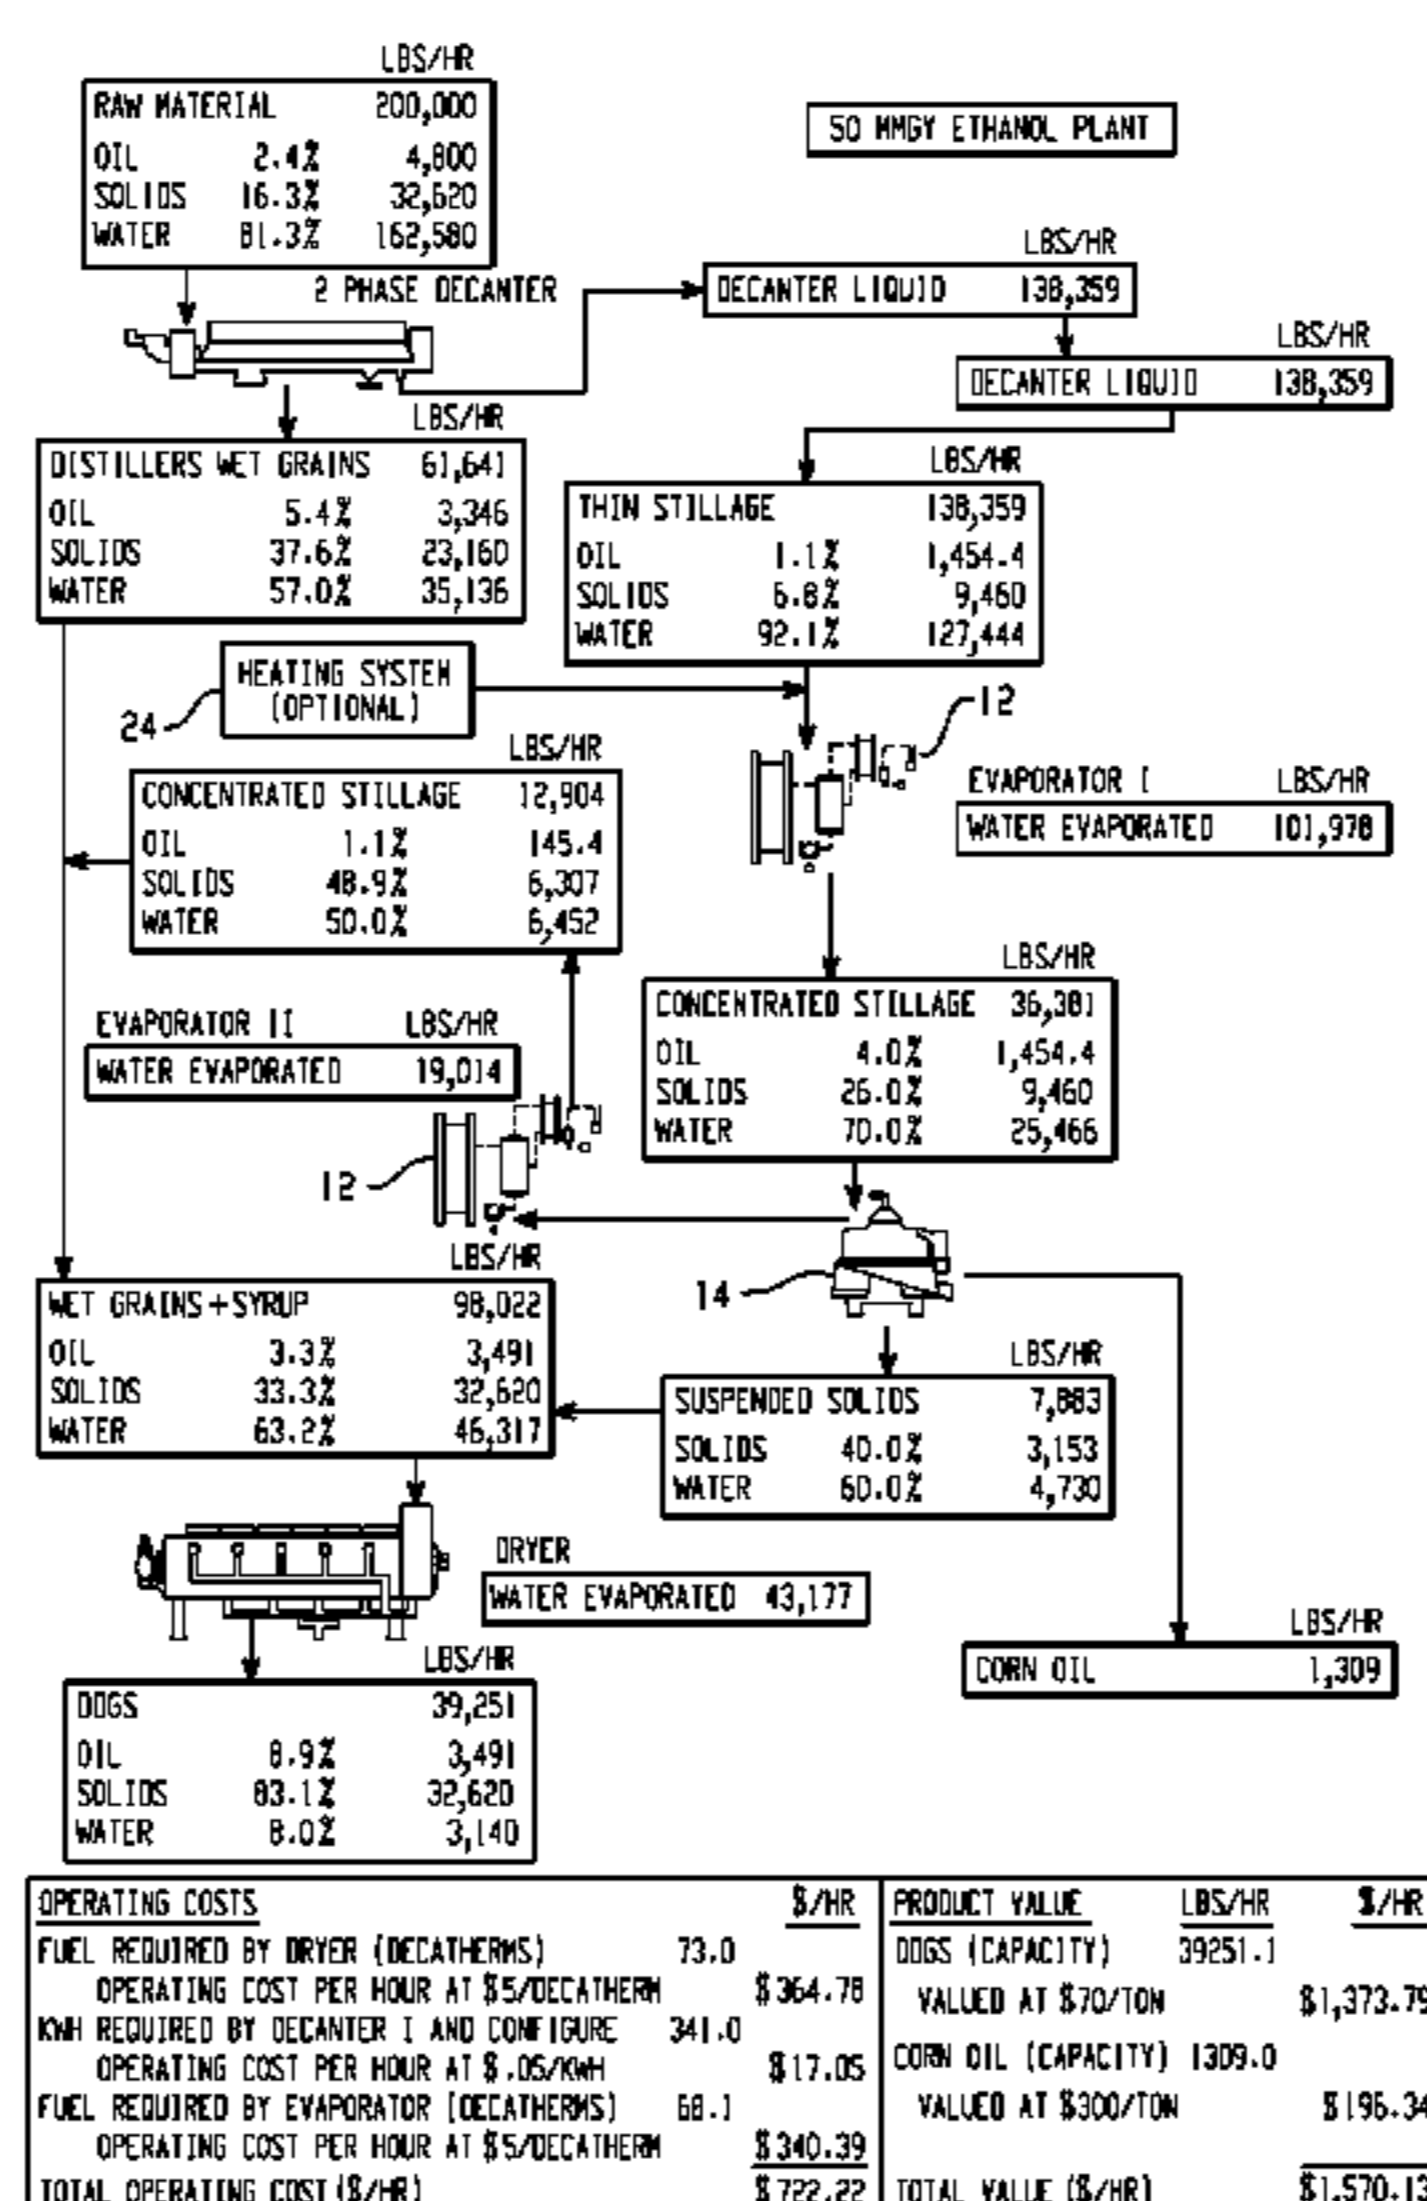 LBS/HR
RAW MATERIAL 200,000
OIL 2.4% 4,800
SOLIDS 16.3% 32,620
WATER 81.3% 162,580
50 MMGY ETHANOL PLANT
2 PHASE DECANTER
LBS/HR
DECANTER LIQUID 138,359
LBS/HR
DECANTER LIQUID 138,359
LBS/HR
DISTILLERS WET GRAINS 61,641
OIL 5.4% 3,346
SOLIDS 37.6% 23,160
WATER 57.0% 35,136
LBS/HR
THIN STILLAGE 138,359
OIL 1.1% 1,454.4
SOLIDS 6.8% 9,460
WATER 92.1% 127,444
HEATING SYSTEM
(OPTIONAL)
24
12
LBS/HR
CONCENTRATED STILLAGE 12,904
OIL 1.1% 145.4
SOLIDS 48.9% 6,307
WATER 50.0% 6,452
EVAPORATOR I LBS/HR
WATER EVAPORATED 101,978
LBS/HR
CONCENTRATED STILLAGE 36,381
OIL 4.0% 1,454.4
SOLIDS 26.0% 9,460
WATER 70.0% 25,466
EVAPORATOR II LBS/HR
WATER EVAPORATED 19,014
12
14
LBS/HR
WET GRAINS+SYRUP 98,022
OIL 3.3% 3,491
SOLIDS 33.3% 32,620
WATER 63.2% 46,317
LBS/HR
SUSPENDED SOLIDS 7,883
SOLIDS 40.0% 3,153
WATER 60.0% 4,730
DRYER
WATER EVAPORATED 43,177
LBS/HR
CORN OIL 1,309
LBS/HR
DDGS 39,251
OIL 8.9% 3,491
SOLIDS 83.1% 32,620
WATER 8.0% 3,140
OPERATING COSTS $/HR
FUEL REQUIRED BY DRYER (DECATHERMS) 73.0
OPERATING COST PER HOUR AT $5/DECATHERM $364.78
KWH REQUIRED BY DECANTER I AND CONFIGURE 341.0
OPERATING COST PER HOUR AT $.05/KWH $17.05
FUEL REQUIRED BY EVAPORATOR (DECATHERMS) 68.1
OPERATING COST PER HOUR AT $5/DECATHERM $340.39
TOTAL OPERATING COST($/HR) $722.22
PRODUCT VALUE LBS/HR $/HR
DDGS (CAPACITY) 39251.1
VALUED AT $70/TON $1,373.79
CORN OIL (CAPACITY) 1309.0
VALUED AT $300/TON $196.34
TOTAL VALUE ($/HR) $1,570.13